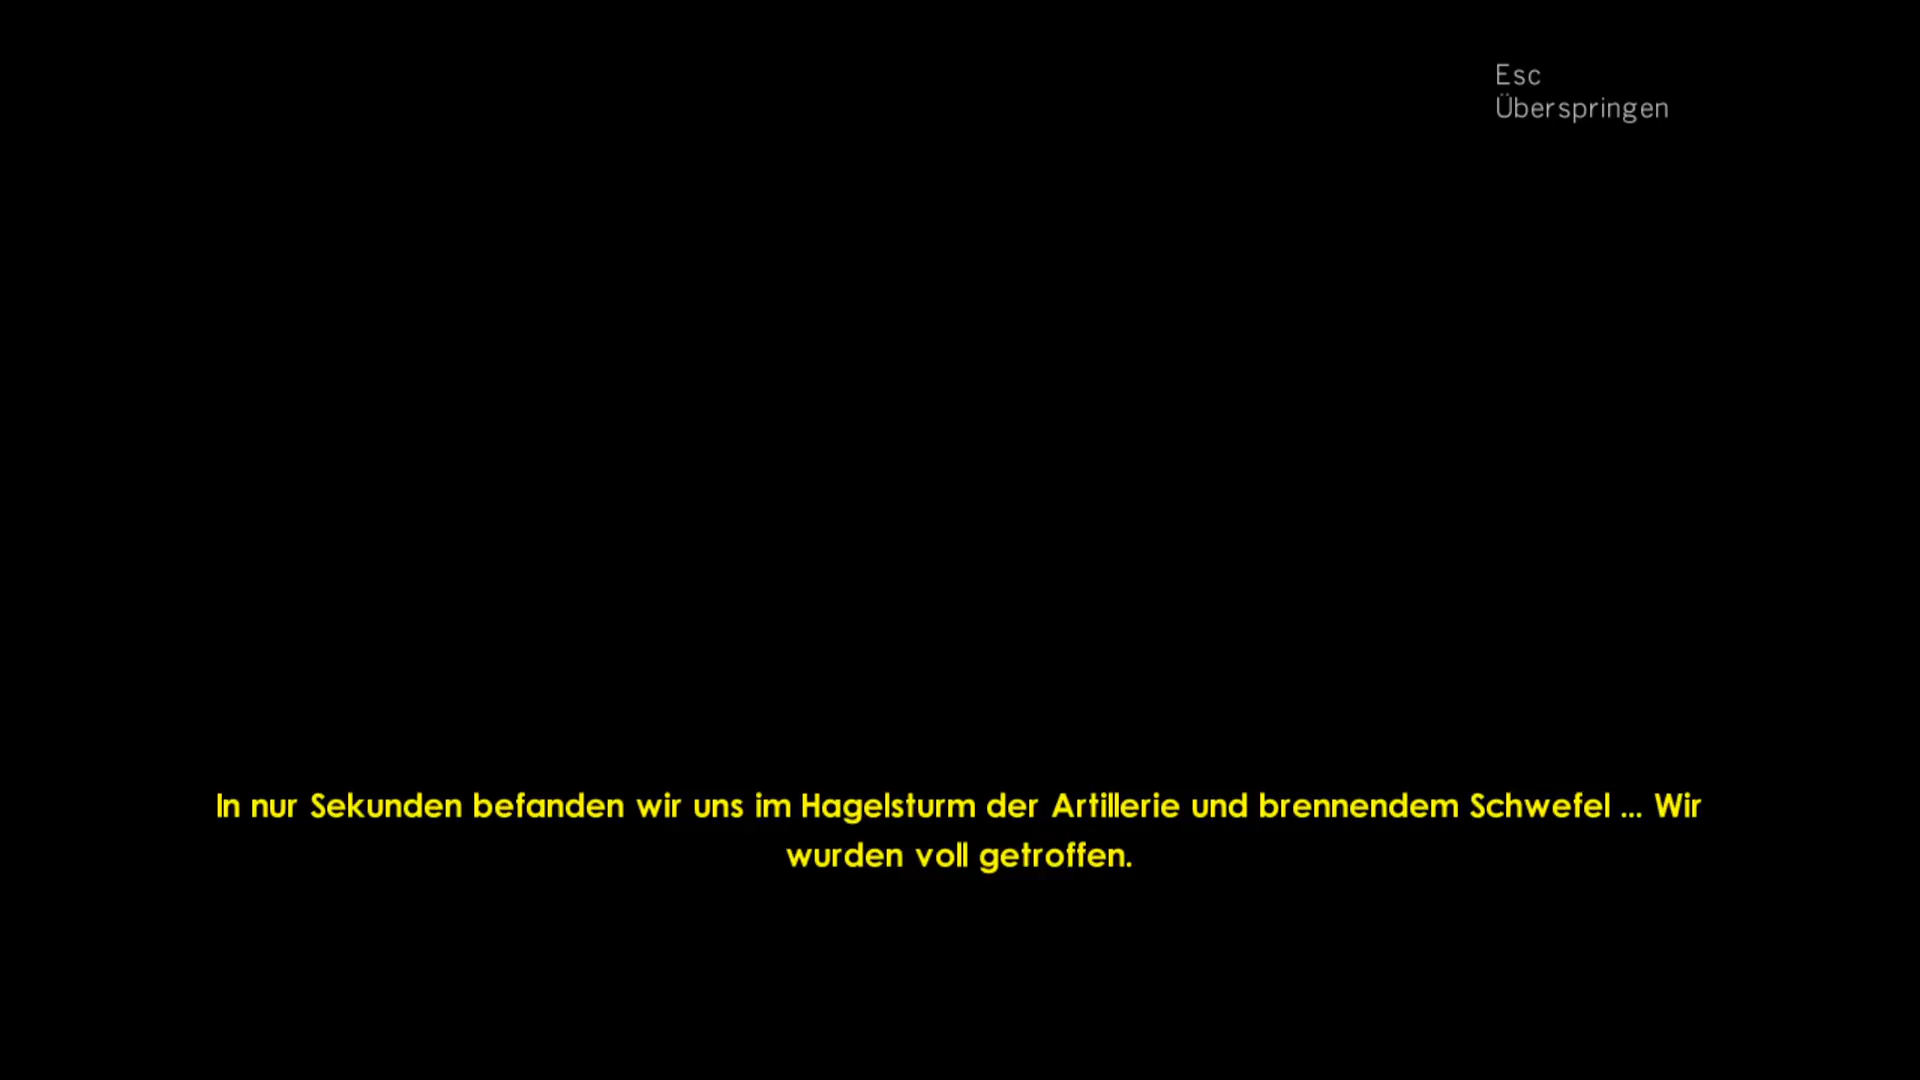 Esc
Überspringen
In nur Sekunden befanden wir uns im Hagelsturm der Artillerie und brennendem Schwefel ... Wir
wurden voll getroffen.